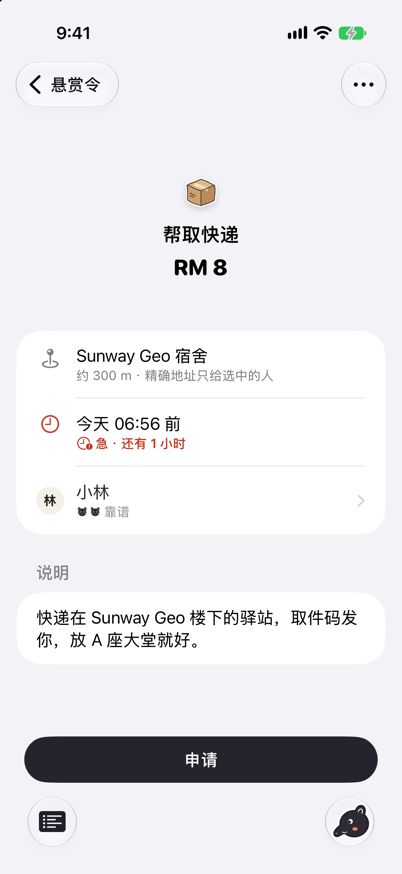 9:41
悬赏令
帮取快递
RM 8
Sunway Geo 宿舍
约 300 m · 精确地址只给选中的人
今天 06:56 前
急 · 还有 1 小时
林
小林
靠谱
说明
快递在 Sunway Geo 楼下的驿站，取件码发
你，放 A 座大堂就好。
申请